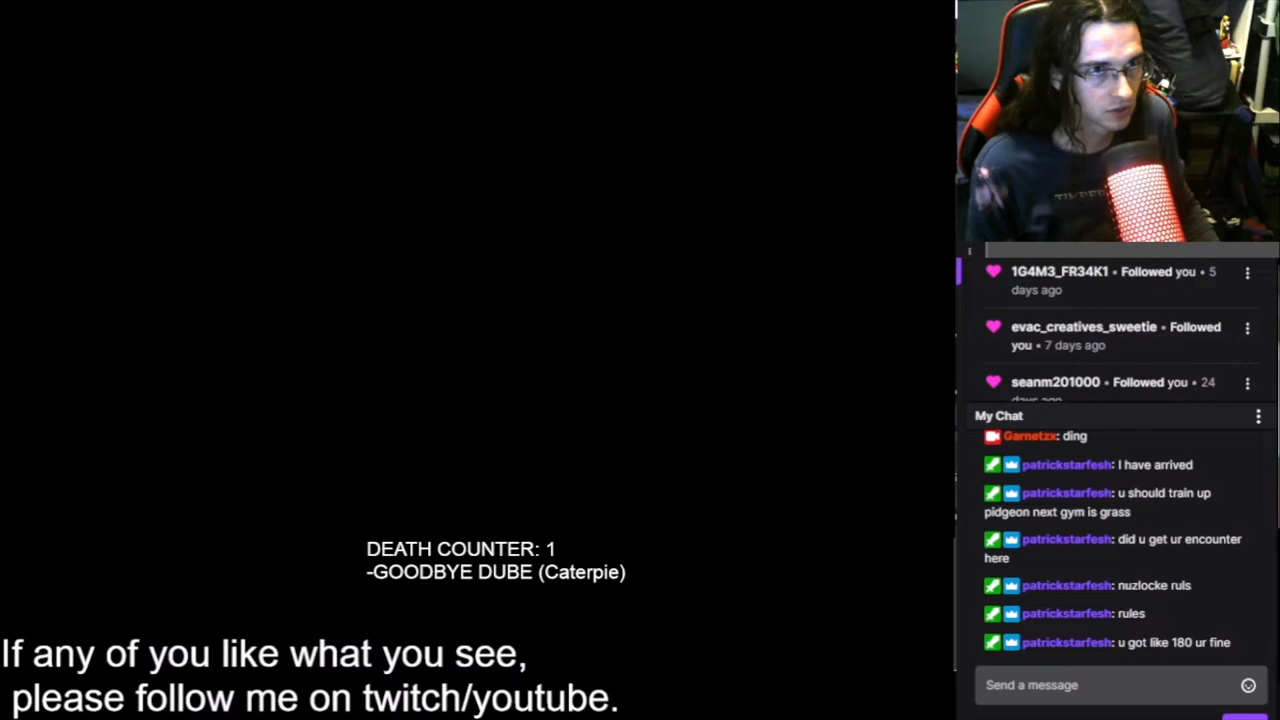 TIMBER
1G4M3_FR34K1 • Followed you • 5
days ago
evac_creatives_sweetie • Followed
you • 7 days ago
seanm201000 • Followed you • 24
days ago
My Chat
Garnetzx: ding
patrickstarfesh: I have arrived
patrickstarfesh: u should train up
pidgeon next gym is grass
patrickstarfesh: did u get ur encounter
here
patrickstarfesh: nuzlocke ruls
patrickstarfesh: rules
patrickstarfesh: u got like 180 ur fine
Send a message
DEATH COUNTER: 1
-GOODBYE DUBE (Caterpie)
If any of you like what you see,
please follow me on twitch/youtube.